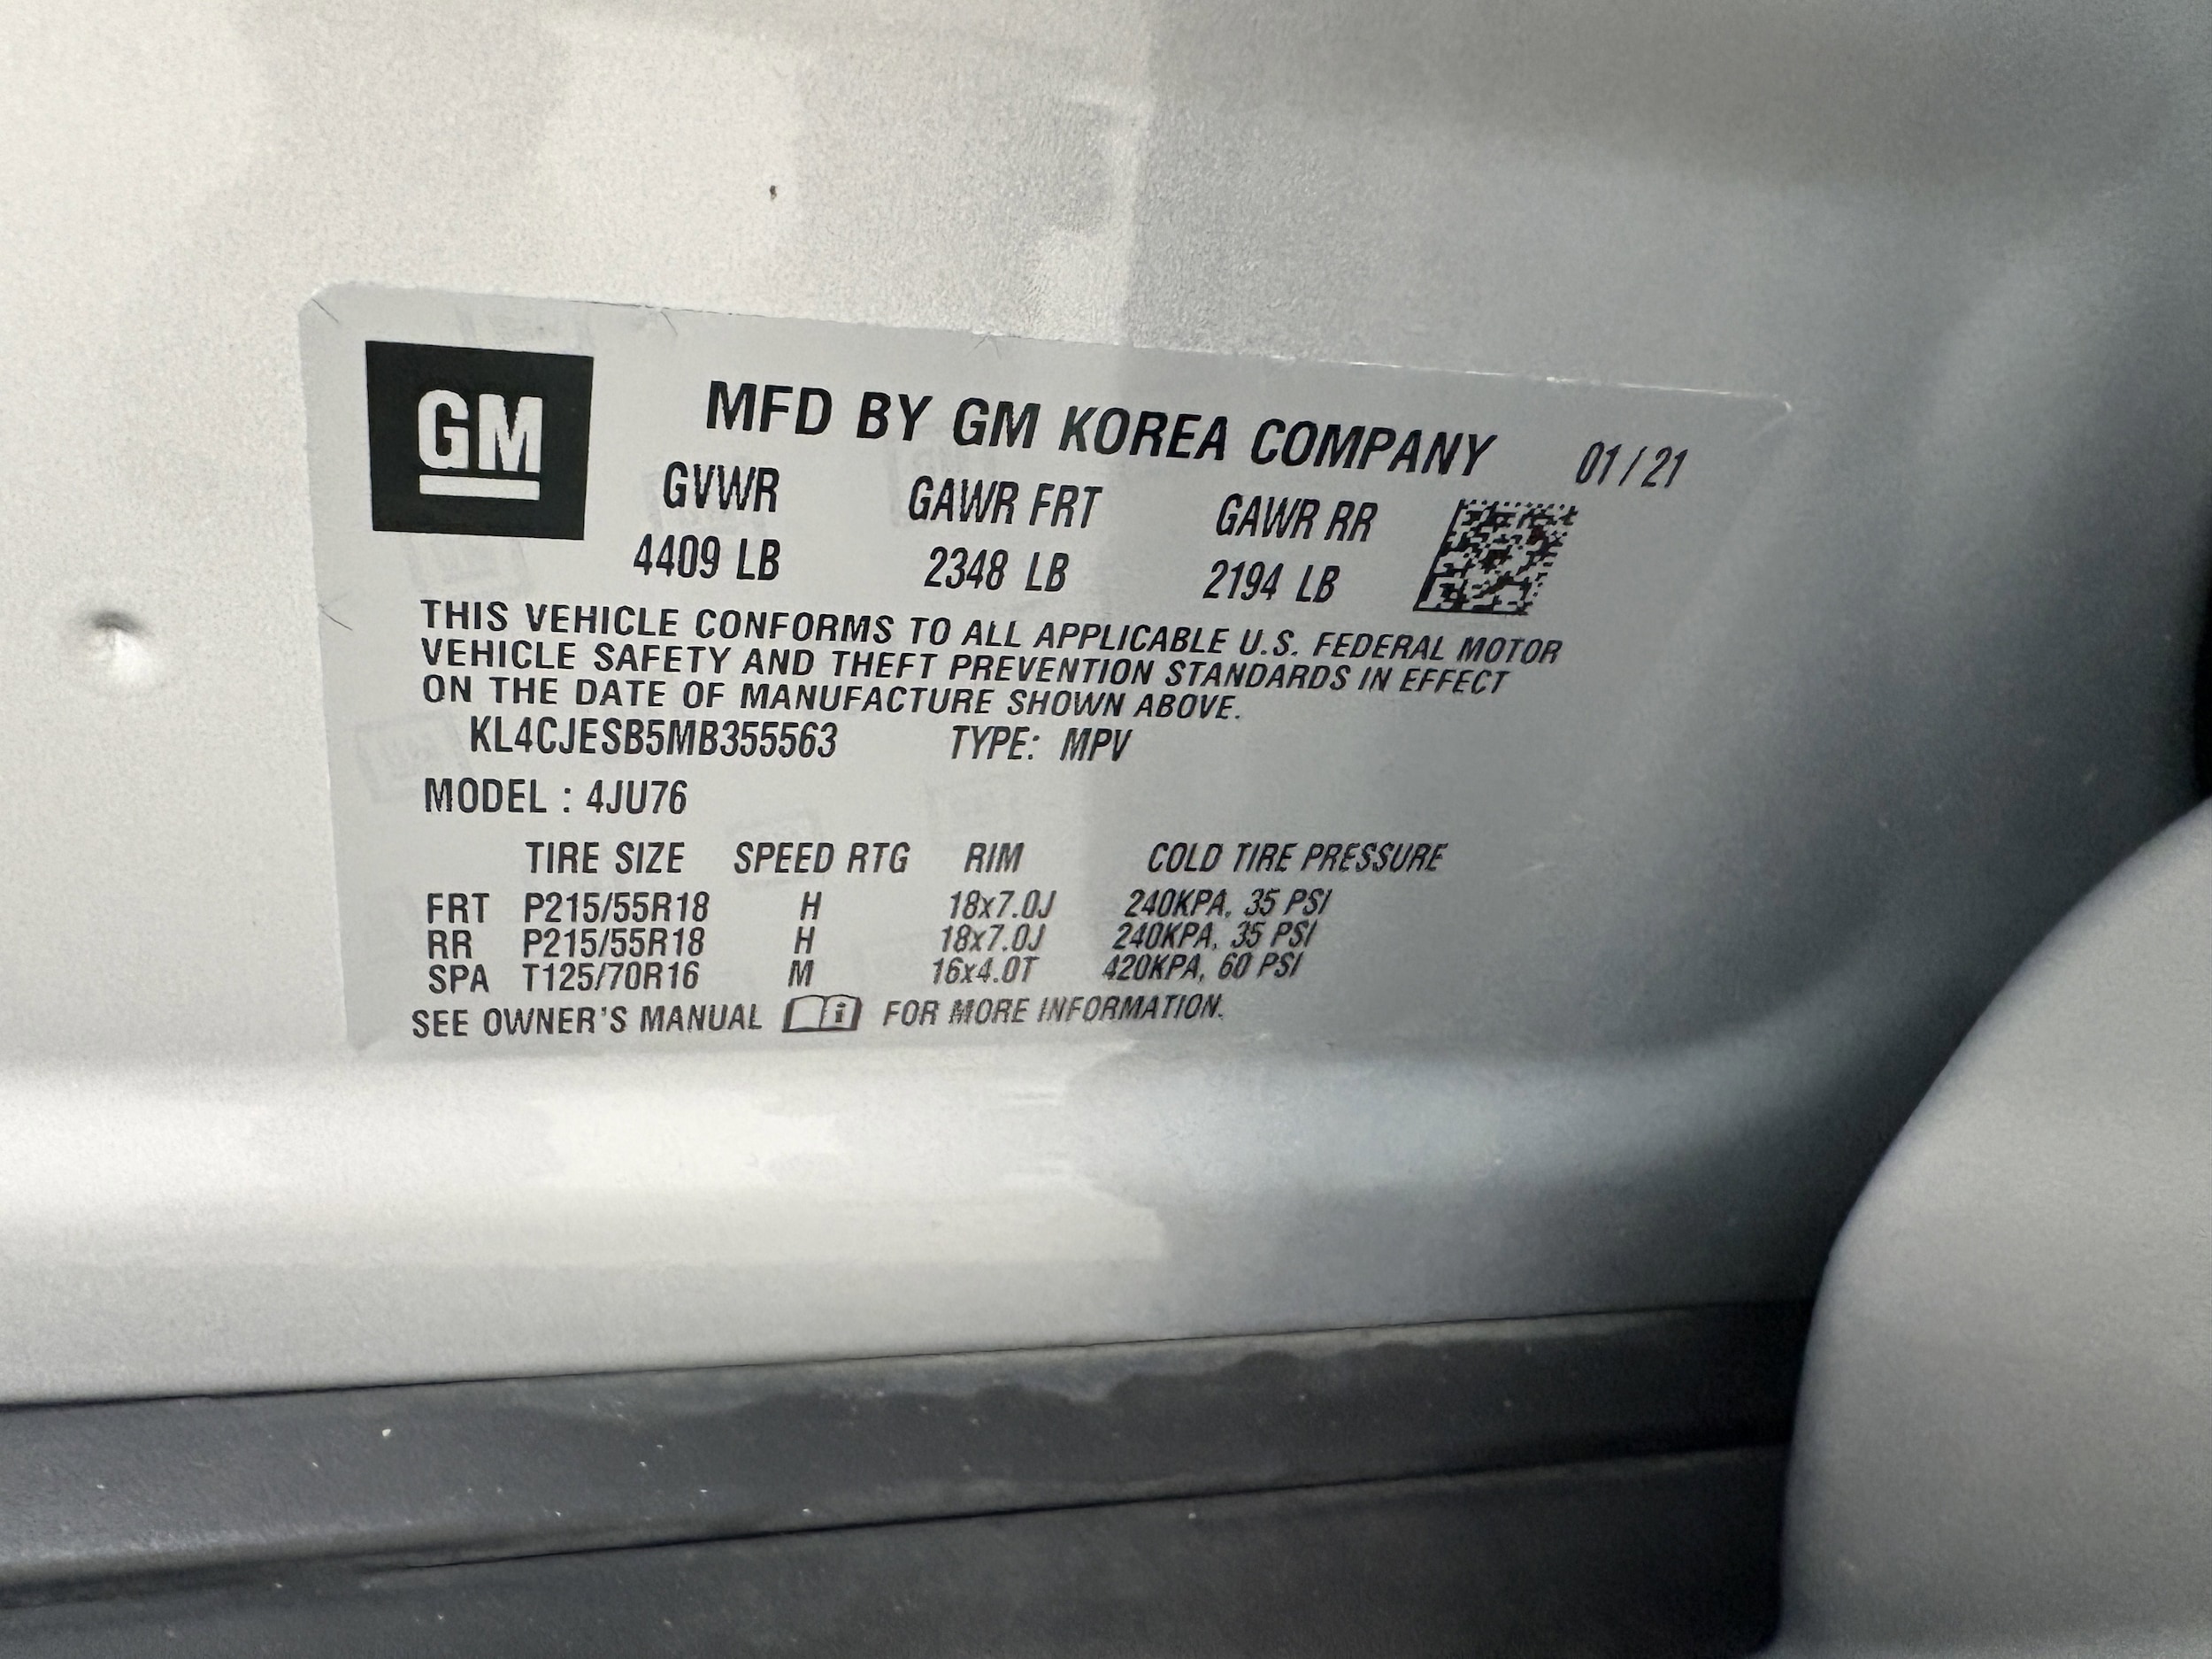 GM
MFD BY GM KOREA COMPANY 01/21
GVWR GAWR FRT GAWR RR
4409 LB 2348 LB 2194 LB
THIS VEHICLE CONFORMS TO ALL APPLICABLE U.S. FEDERAL MOTOR
VEHICLE SAFETY AND THEFT PREVENTION STANDARDS IN EFFECT
ON THE DATE OF MANUFACTURE SHOWN ABOVE.
KL4CJESB5MB355563 TYPE: MPV
MODEL : 4JU76
TIRE SIZE SPEED RTG RIM COLD TIRE PRESSURE
FRT P215/55R18 H 18x7.0J 240KPA, 35 PSI
RR P215/55R18 H 18x7.0J 240KPA, 35 PSI
SPA T125/70R16 M 16x4.0T 420KPA, 60 PSI
SEE OWNER'S MANUAL i FOR MORE INFORMATION.